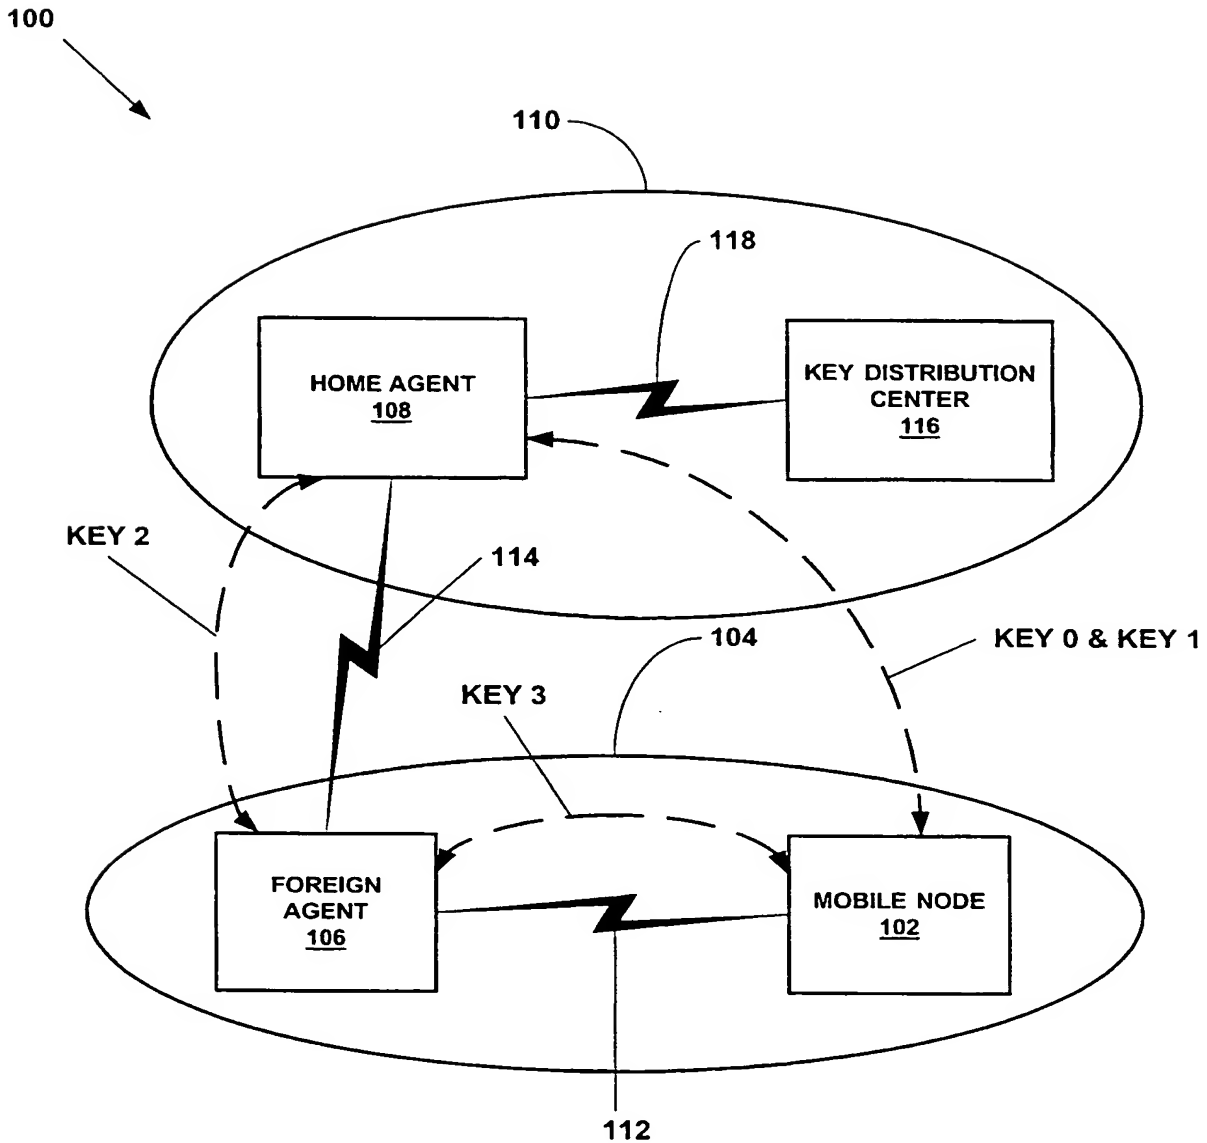 100
110
118
HOME AGENT
108
KEY DISTRIBUTION
CENTER
116
KEY 2
114
104
KEY 0 & KEY 1
KEY 3
FOREIGN
AGENT
106
MOBILE NODE
102
112